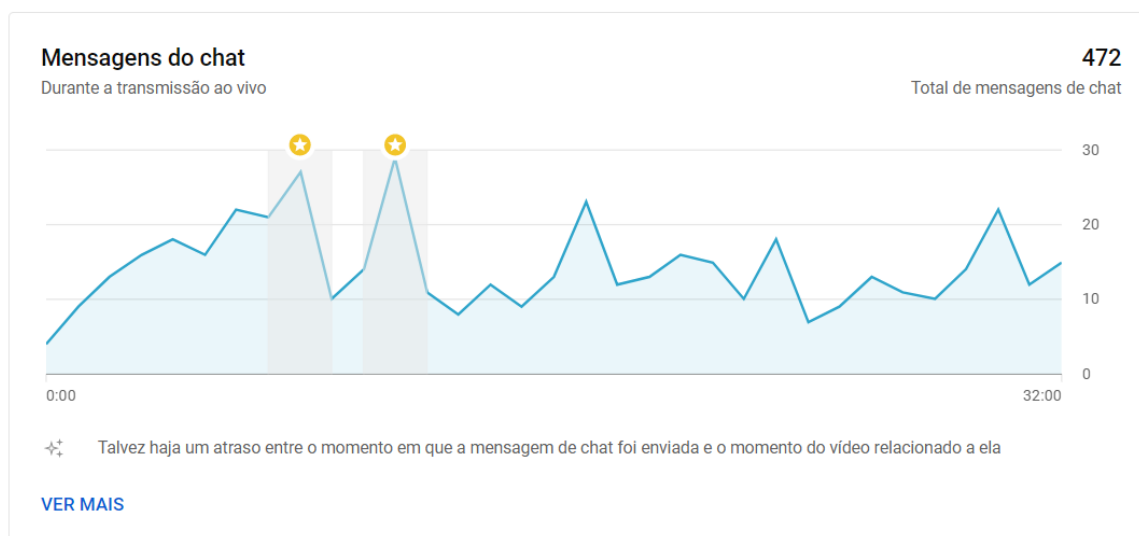 Mensagens do chat
472
Durante a transmissão ao vivo
Total de mensagens de chat
30
20
10
0
0:00
32:00
Talvez haja um atraso entre o momento em que a mensagem de chat foi enviada e o momento do vídeo relacionado a ela
VER MAIS